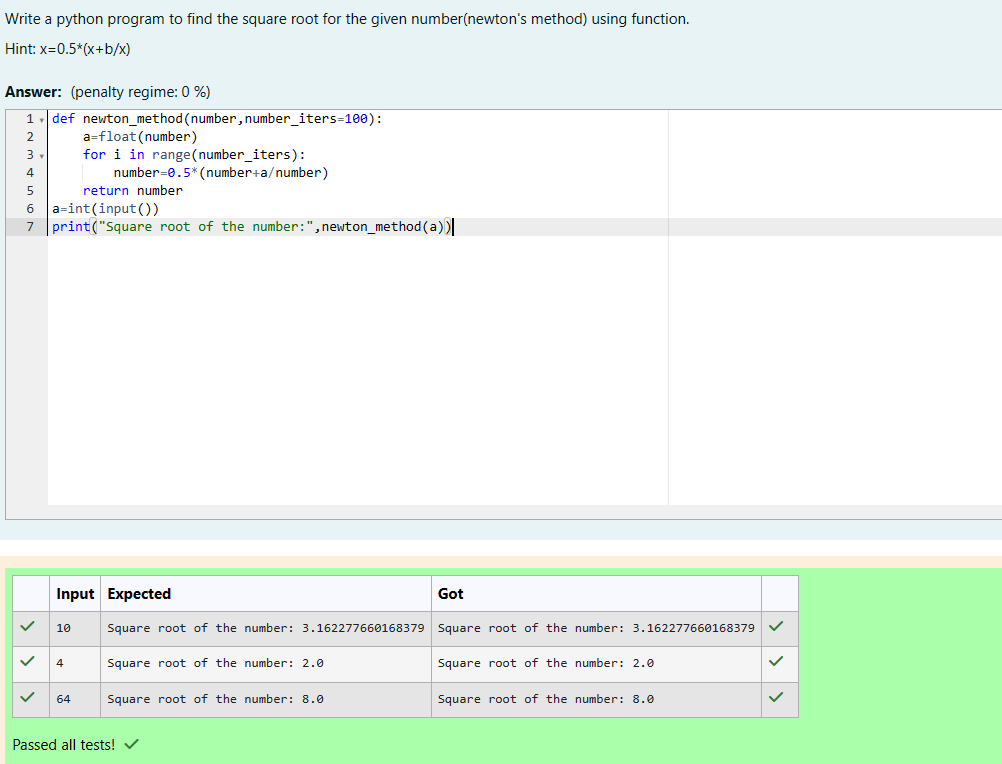 Write a python program to find the square root for the given number(newton's method) using function.
Hint: x=0.5*(x+b/x)
Answer: (penalty regime: 0 %)
1 def newton_method(number,number_iters=100):
2     a=float(number)
3     for i in range(number_iters):
4         number=0.5*(number+a/number)
5     return number
6 a=int(input())
7 print("Square root of the number:",newton_method(a))
Input Expected Got
10 Square root of the number: 3.162277660168379 Square root of the number: 3.162277660168379
4 Square root of the number: 2.0 Square root of the number: 2.0
64 Square root of the number: 8.0 Square root of the number: 8.0
Passed all tests!